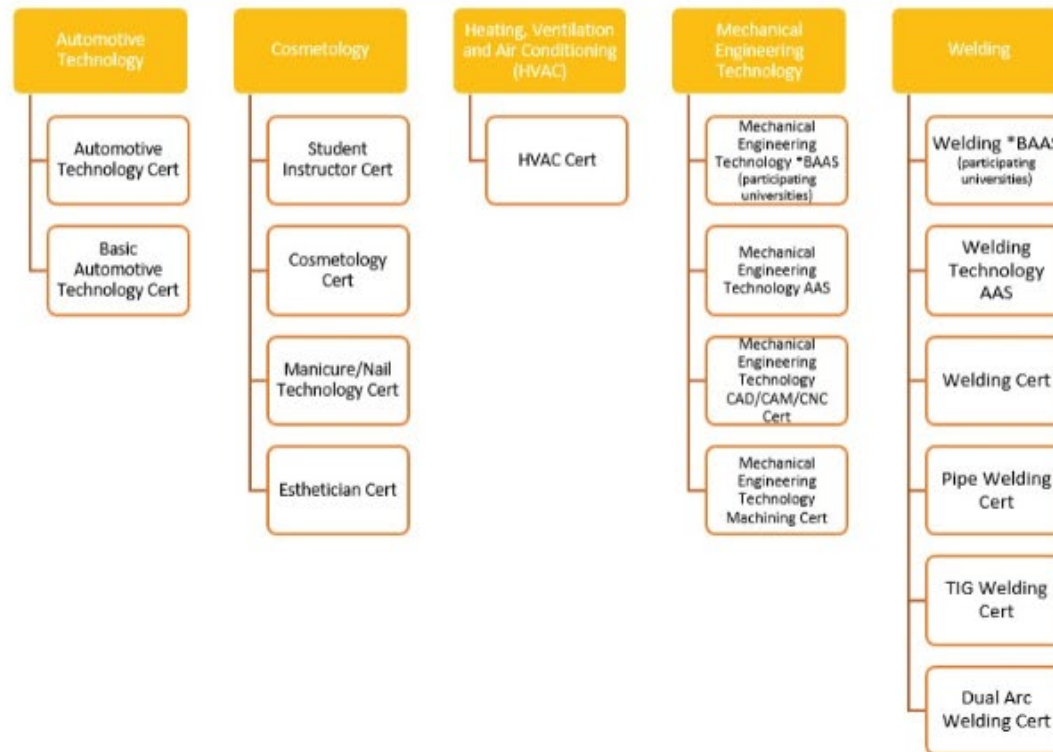 Automotive
Technology
Automotive
Technology Cert
Basic
Automotive
Technology Cert
Cosmetology
Student
Instructor Cert
Cosmetology
Cert
Manicure/Nail
Technology Cert
Esthetician Cert
Heating, Ventilation
and Air Conditioning
(HVAC)
HVAC Cert
Mechanical
Engineering
Technology
Mechanical
Engineering
Technology *BAAS
(participating
universities)
Mechanical
Engineering
Technology AAS
Mechanical
Engineering
Technology
CAD/CAM/CNC
Cert
Mechanical
Engineering
Technology
Machining Cert
Welding
Welding *BAAS
(participating
universities)
Welding
Technology
AAS
Welding Cert
Pipe Welding
Cert
TIG Welding
Cert
Dual Arc
Welding Cert